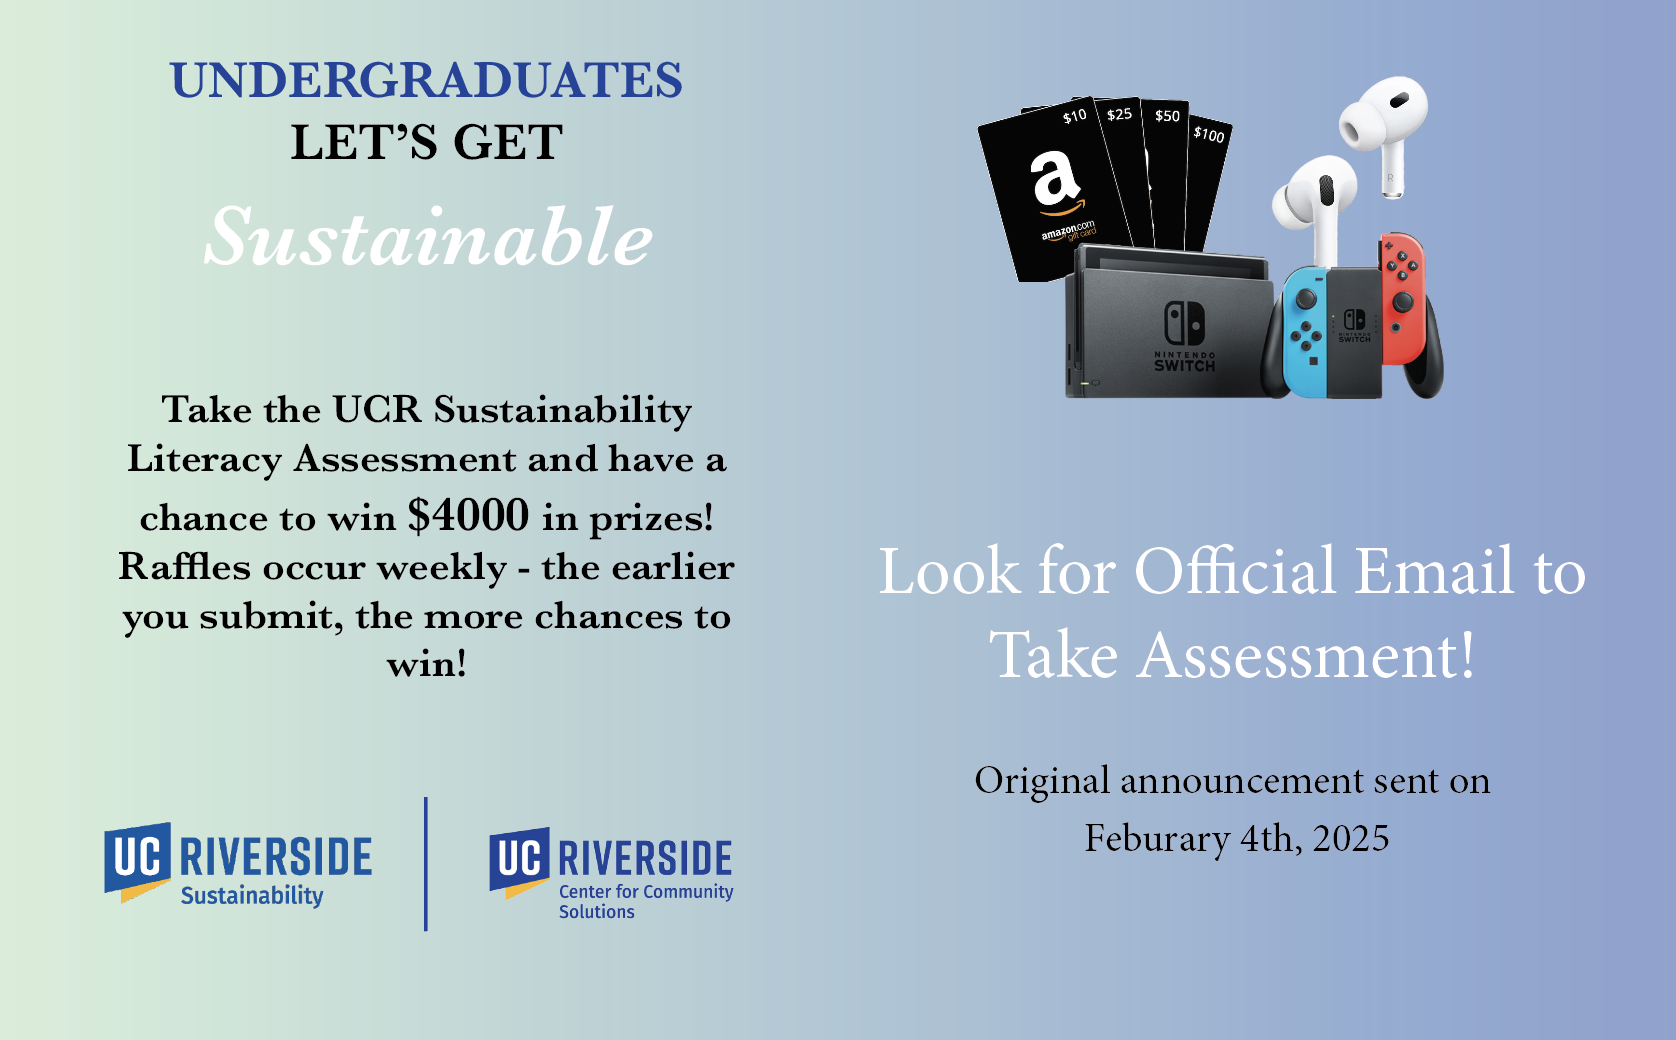 UNDERGRADUATES
LET'S GET
Sustainable
Take the UCR Sustainability
Literacy Assessment and have a
chance to win $4000 in prizes!
Raffles occur weekly - the earlier
you submit, the more chances to
win!
UC RIVERSIDE
Sustainability
UC RIVERSIDE
Center for Community
Solutions
$10
$25
$50
$100
a
amazon.com
gift card
R
NINTENDO
SWITCH
X
Y
A
B
NINTENDO
SWITCH
Look for Official Email to
Take Assessment!
Original announcement sent on
Feburary 4th, 2025